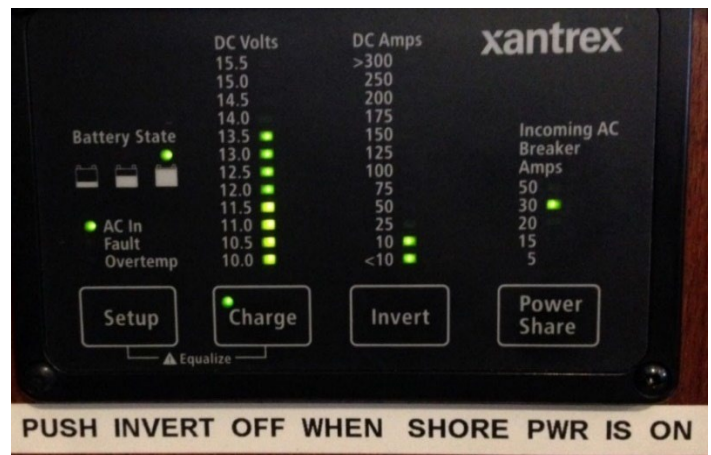 xantrex
DC Volts
15.5
15.0
14.5
14.0
13.5
13.0
12.5
12.0
11.5
11.0
10.5
10.0
DC Amps
>300
250
200
175
150
125
100
75
50
25
10
<10
Battery State
AC In
Fault
Overtemp
Incoming AC
Breaker
Amps
50
30
20
15
5
Setup
Charge
Invert
Power
Share
Equalize
PUSH INVERT OFF WHEN SHORE PWR IS ON